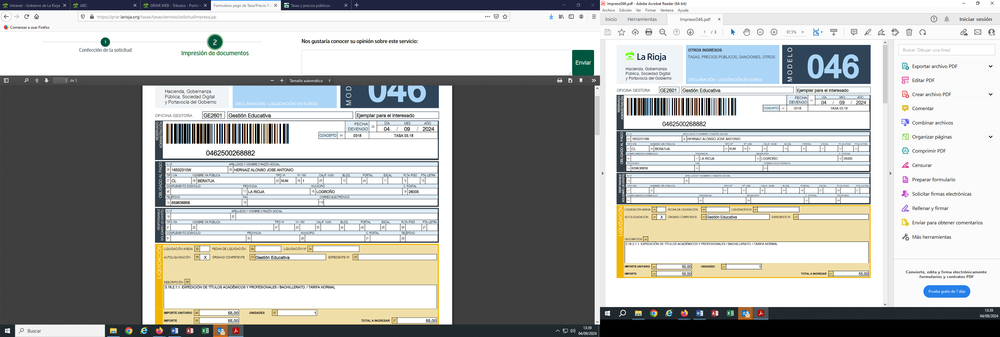 Intranet - Gobierno de La Rioja
ABC
GRIAR WEB - Tributos - Portal
Formulario pago de Tasa/Precio Pú
Tasas y precios públicos
https://griar.larioja.org/tasas/tasas/servicio/solicitudImpresa.jsp
Comenzar a usar Firefox
1
Confección de la solicitud
2
Impresión de documentos
Nos gustaría conocer su opinión sobre este servicio:
Enviar
1 de 3
Tamaño automático
Hacienda, Gobernanza
Pública, Sociedad Digital
y Portavocía del Gobierno
DECLARACIÓN - LIQUIDACIÓN EN EUROS
MOD
046
OFICINA GESTORA GE2601 Gestión Educativa Ejemplar para el interesado
RESERVADO
ADMINISTRACIÓN
0462500268882
FECHA
DEVENGO 02
DÍA MES AÑO
04 / 09 / 2024
CONCEPTO 04 0318 TASA 03.18
OBLIGADO AL PAGO
N.I.F. APELLIDOS Y NOMBRE O RAZÓN SOCIAL
05 16532310W 06 HERNAIZ ALONSO JOSE ANTONIO
TIPO VÍA NOMBRE VÍA PÚBLICA TIPO Nº Nº / KM CALIF. NUM. BLOQ. PORTAL ESCAL. PLTA./PISO PTA./LETRA
07 CL 08 BERATUA 42 NUM 09 1 45 10 44 11 12 13
COMPLEMENTO DOMICILIO PROVINCIA MUNICIPIO C. POSTAL
46 17 LA RIOJA 16 LOGROÑO 18 26005
TELÉFONO FAX CORREO ELECTRÓNICO
14 659638856 15 115
RESPONSABLE
SOLIDARIO (SI EXISTE)
N.I.F. APELLIDOS Y NOMBRE O RAZÓN SOCIAL
19 20
TIPO VÍA NOMBRE VÍA PÚBLICA TIPO Nº Nº / KM CALIF. NUM. BLOQ. PORTAL ESCAL. PLTA./PISO PTA./LETRA
21 22 47 23 50 24 48 25 26 27
COMPLEMENTO DOMICILIO PROVINCIA MUNICIPIO C. POSTAL TELÉFONO
51 30 29 31 28
LIQUIDACIÓN
LIQUIDACIÓN ANEXA 32 FECHA DE LIQUIDACIÓN 89 LIQUIDACIÓN Nº 34
AUTOLIQUIDACIÓN 35 X ÓRGANO COMPETENTE 03 Gestión Educativa EXPEDIENTE Nº 33
DESCRIPCIÓN 36
3.18.2.1.1. EXPEDICIÓN DE TÍTULOS ACADÉMICOS Y PROFESIONALES / BACHILLERATO: / TARIFA NORMAL
IMPORTE UNITARIO 96 55,00 UNIDADES 97 1
IMPORTE 56 55,00 TOTAL A INGRESAR 37 55,00
Buscar
13:39
04/09/2024
Impreso046.pdf - Adobe Acrobat Reader (64-bit)
Archivo Edición Ver Firmar Ventana Ayuda
Inicio Herramientas Impreso046.pdf
Iniciar sesión
1 / 3
97,5%
La Rioja
Hacienda, Gobernanza
Pública, Sociedad Digital
y Portavocía del Gobierno
OTROS INGRESOS
TASAS, PRECIOS PÚBLICOS, SANCIONES, OTROS
DECLARACIÓN - LIQUIDACIÓN EN EUROS
MODELO
046
OFICINA GESTORA GE2601 Gestión Educativa Ejemplar para el interesado
RESERVADO
ADMINISTRACIÓN
0462500268882
FECHA
DEVENGO 02
DÍA MES AÑO
04 / 09 / 2024
CONCEPTO 04 0318 TASA 03.18
OBLIGADO AL PAGO
N.I.F. APELLIDOS Y NOMBRE O RAZÓN SOCIAL
05 16532310W 06 HERNAIZ ALONSO JOSE ANTONIO
TIPO VÍA NOMBRE VÍA PÚBLICA TIPO Nº Nº / KM CALIF. NUM. BLOQ. PORTAL ESCAL. PLTA./PISO PTA./LETRA
07 CL 08 BERATUA 42 NUM 09 1 45 10 44 11 12 13
COMPLEMENTO DOMICILIO PROVINCIA MUNICIPIO C. POSTAL
46 17 LA RIOJA 16 LOGROÑO 18 26005
TELÉFONO FAX CORREO ELECTRÓNICO
14 659638856 15 115
RESPONSABLE
SOLIDARIO (SI EXISTE)
N.I.F. APELLIDOS Y NOMBRE O RAZÓN SOCIAL
19 20
TIPO VÍA NOMBRE VÍA PÚBLICA TIPO Nº Nº / KM CALIF. NUM. BLOQ. PORTAL ESCAL. PLTA./PISO PTA./LETRA
21 22 47 23 50 24 48 25 26 27
COMPLEMENTO DOMICILIO PROVINCIA MUNICIPIO C. POSTAL TELÉFONO
51 30 29 31 28
LIQUIDACIÓN
LIQUIDACIÓN ANEXA 32 FECHA DE LIQUIDACIÓN 89 LIQUIDACIÓN Nº 34
AUTOLIQUIDACIÓN 35 X ÓRGANO COMPETENTE 03 Gestión Educativa EXPEDIENTE Nº 33
DESCRIPCIÓN 36
3.18.2.1.1. EXPEDICIÓN DE TÍTULOS ACADÉMICOS Y PROFESIONALES / BACHILLERATO: / TARIFA NORMAL
IMPORTE UNITARIO 96 55,00 UNIDADES 97 1
IMPORTE 56 55,00 TOTAL A INGRESAR 37 55,00
Buscar 'Dibujar una línea'
Exportar archivo PDF
Editar PDF
Crear archivo PDF
Comentar
Combinar archivos
Organizar páginas
Comprimir PDF
Censurar
Preparar formulario
Solicitar firmas electrónicas
Rellenar y firmar
Enviar para obtener comentarios
Más herramientas
Convierte, edita y firma electrónicamente
formularios y contratos PDF
Prueba gratis de 7 días
13:39
04/09/2024